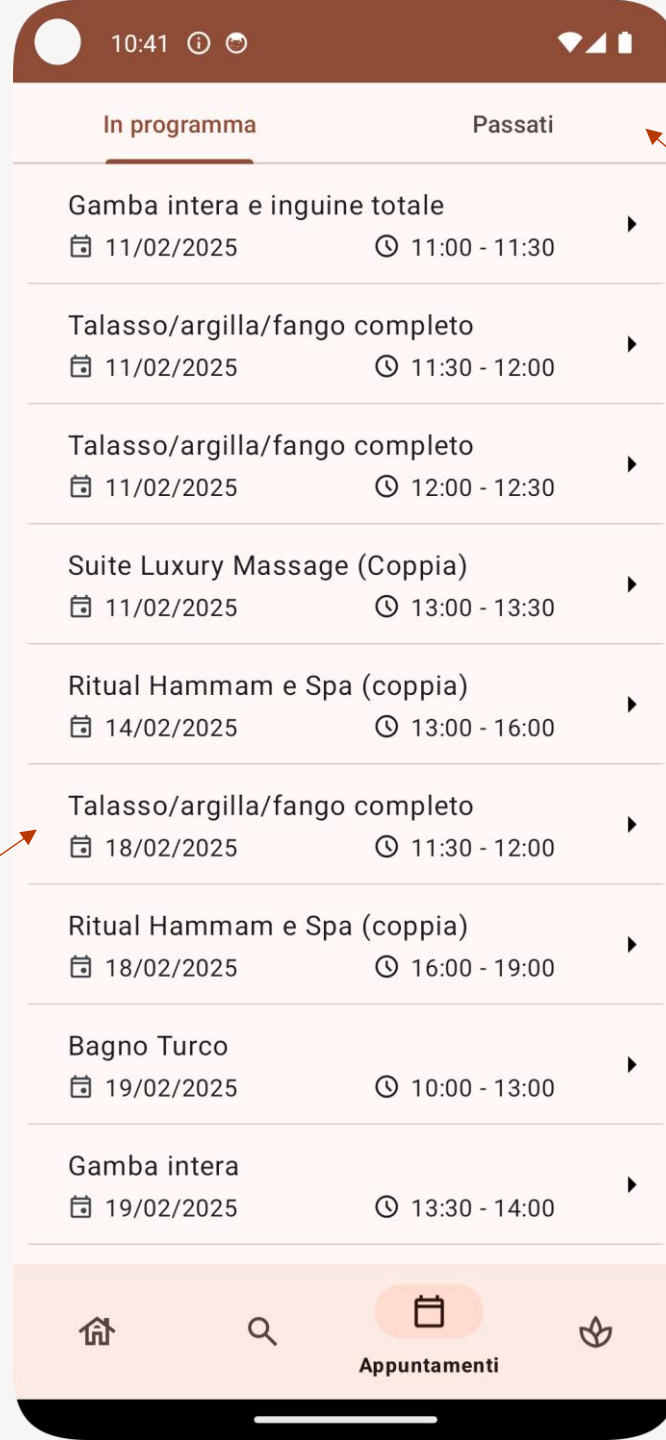 10:41
In programma Passati
Gamba intera e inguine totale
11/02/2025 11:00 - 11:30
Talasso/argilla/fango completo
11/02/2025 11:30 - 12:00
Talasso/argilla/fango completo
11/02/2025 12:00 - 12:30
Suite Luxury Massage (Coppia)
11/02/2025 13:00 - 13:30
Ritual Hammam e Spa (coppia)
14/02/2025 13:00 - 16:00
Talasso/argilla/fango completo
18/02/2025 11:30 - 12:00
Ritual Hammam e Spa (coppia)
18/02/2025 16:00 - 19:00
Bagno Turco
19/02/2025 10:00 - 13:00
Gamba intera
19/02/2025 13:30 - 14:00
Appuntamenti